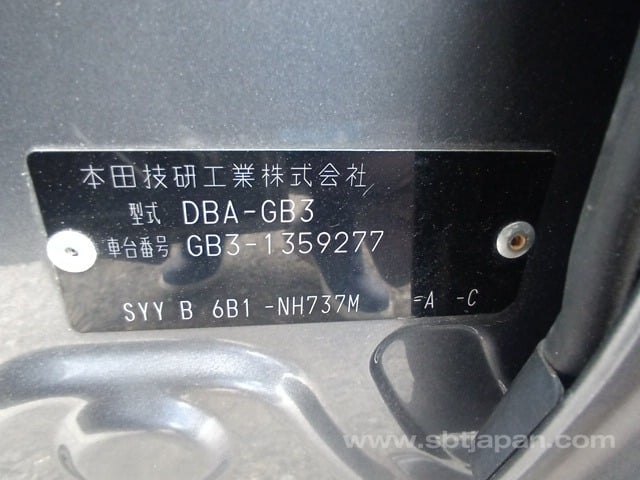 本田技研工業株式会社
型式 DBA-GB3
車台番号 GB3-1359277
SYY B 6B1 -NH737M =A -C
www.sbtjapan.com